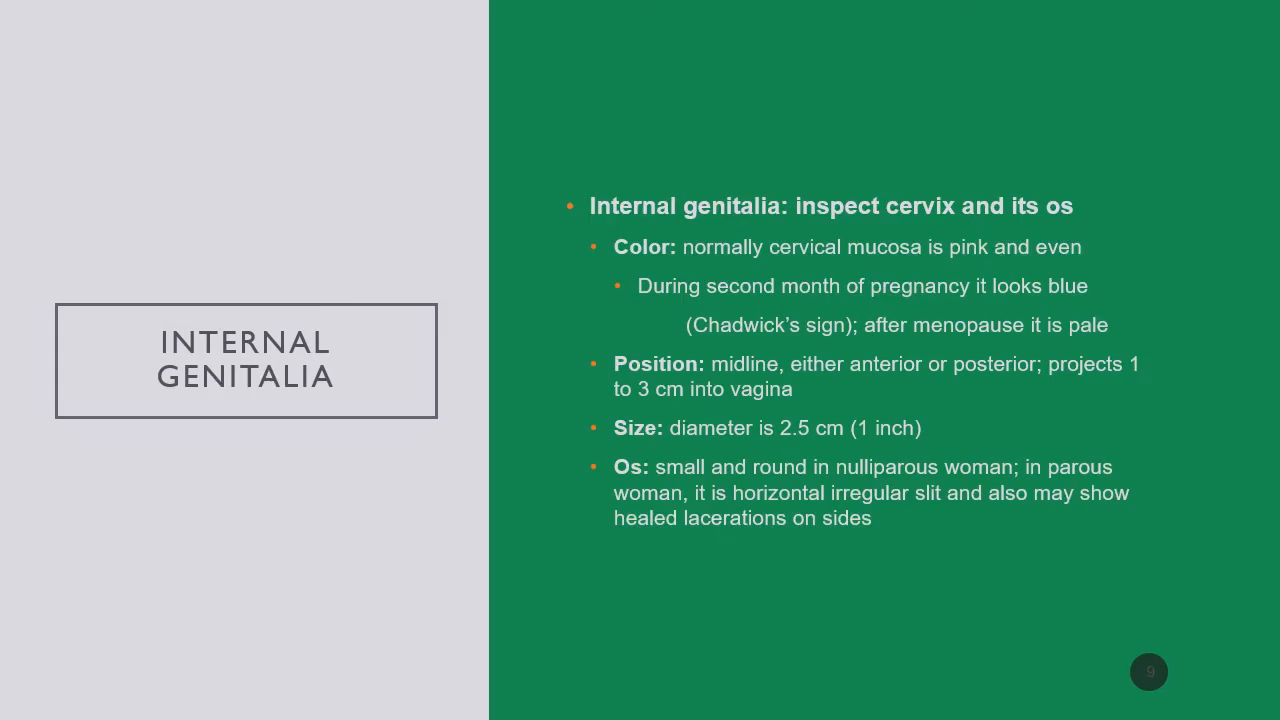 INTERNAL
GENITALIA
• Internal genitalia: inspect cervix and its os
• Color: normally cervical mucosa is pink and even
• During second month of pregnancy it looks blue
(Chadwick’s sign); after menopause it is pale
• Position: midline, either anterior or posterior; projects 1
to 3 cm into vagina
• Size: diameter is 2.5 cm (1 inch)
• Os: small and round in nulliparous woman; in parous
woman, it is horizontal irregular slit and also may show
healed lacerations on sides
9